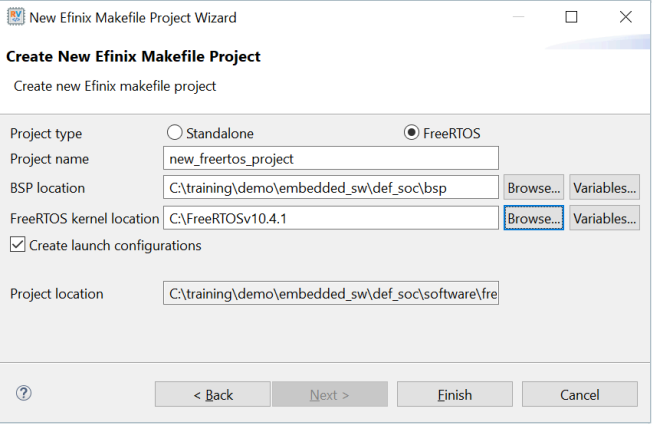 New Efinix Makefile Project Wizard
Create New Efinix Makefile Project
Create new Efinix makefile project
Project type Standalone FreeRTOS
Project name new_freertos_project
BSP location C:\training\demo\embedded_sw\def_soc\bsp Browse... Variables...
FreeRTOS kernel location C:\FreeRTOSv10.4.1 Browse... Variables...
Create launch configurations
Project location C:\training\demo\embedded_sw\def_soc\software\fre
? < Back Next > Finish Cancel